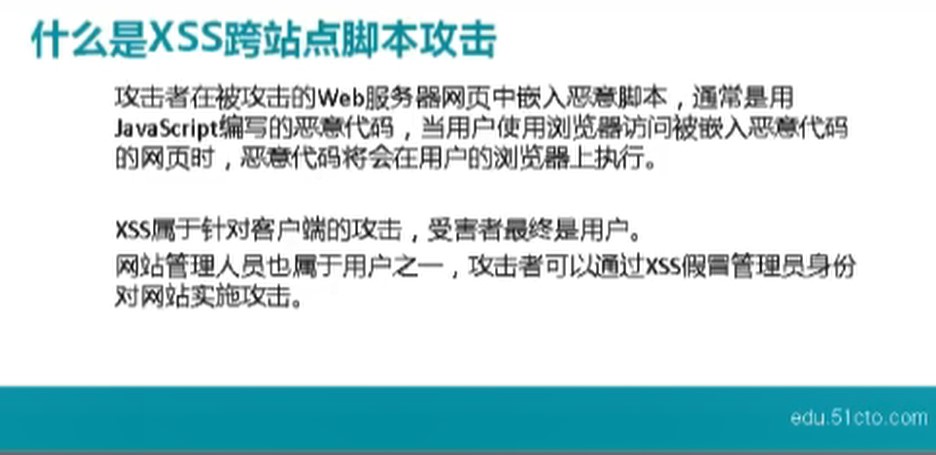 什么是XSS跨站点脚本攻击
攻击者在被攻击的Web服务器网页中嵌入恶意脚本，通常是用
JavaScript编写的恶意代码，当用户使用浏览器访问被嵌入恶意代码
的网页时，恶意代码将会在用户的浏览器上执行。
XSS属于针对客户端的攻击，受害者最终是用户。
网站管理人员也属于用户之一，攻击者可以通过XSS假冒管理员身份
对网站实施攻击。
edu.51cto.com